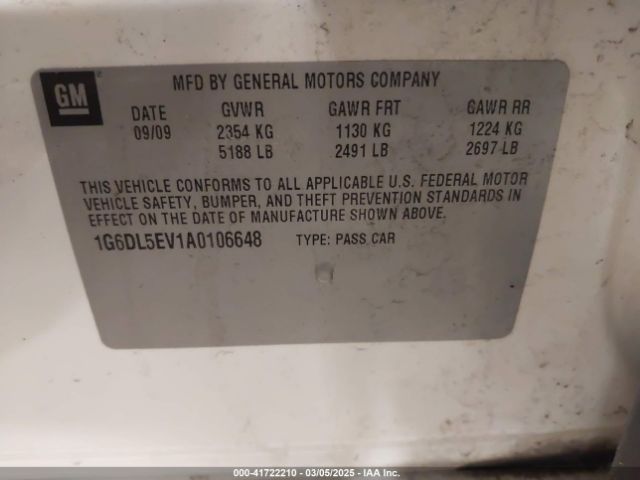 GM
MFD BY GENERAL MOTORS COMPANY
DATE GVWR GAWR FRT GAWR RR
09/09 2354 KG 1130 KG 1224 KG
5188 LB 2491 LB 2697 LB
THIS VEHICLE CONFORMS TO ALL APPLICABLE U.S. FEDERAL MOTOR
VEHICLE SAFETY, BUMPER, AND THEFT PREVENTION STANDARDS IN
EFFECT ON THE DATE OF MANUFACTURE SHOWN ABOVE.
1G6DL5EV1A0106648 TYPE: PASS CAR
000-41722210 - 03/05/2025 - IAA Inc.